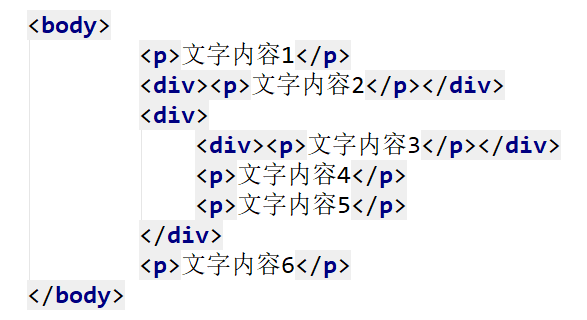 <body>
<p>文字内容1</p>
<div><p>文字内容2</p></div>
<div>
<div><p>文字内容3</p></div>
<p>文字内容4</p>
<p>文字内容5</p>
</div>
<p>文字内容6</p>
</body>